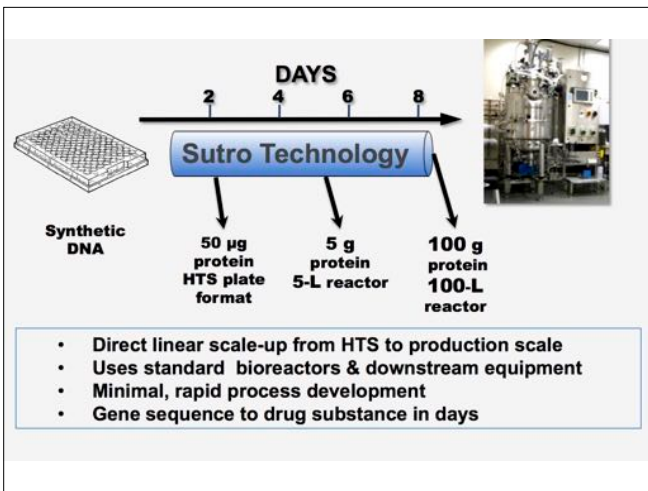 DAYS
2 4 6 8
Sutro Technology
Synthetic
DNA
50 µg
protein
HTS plate
format
5 g
protein
5-L reactor
100 g
protein
100-L
reactor
• Direct linear scale-up from HTS to production scale
• Uses standard bioreactors & downstream equipment
• Minimal, rapid process development
• Gene sequence to drug substance in days